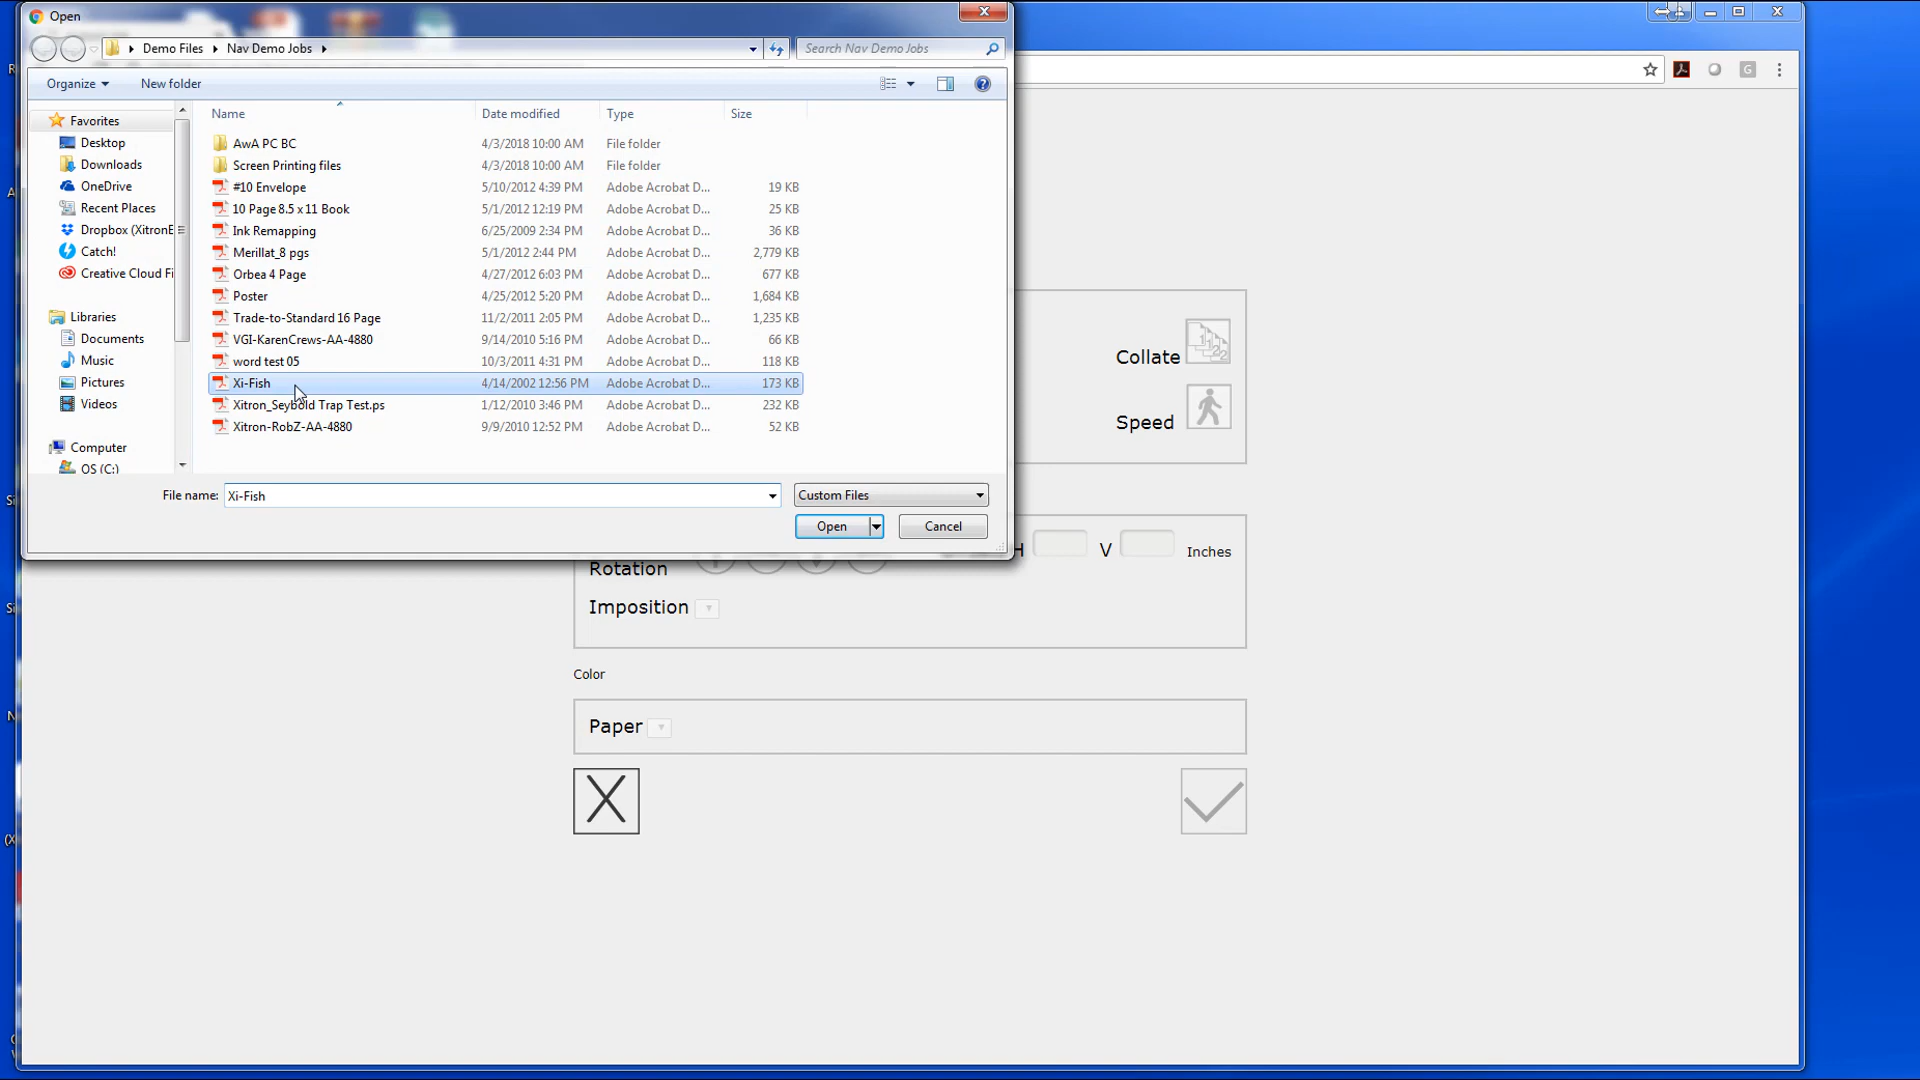 Open
Demo Files
Nav Demo Jobs
Search Nav Demo Jobs
Organize
New folder
Name
Date modified
Type
Size
Favorites
Desktop
Downloads
OneDrive
Recent Places
Dropbox (XitronE
Catch!
Creative Cloud Fi
Libraries
Documents
Music
Pictures
Videos
Computer
OS (C:)
AwA PC BC 4/3/2018 10:00 AM File folder
Screen Printing files 4/3/2018 10:00 AM File folder
#10 Envelope 5/10/2012 4:39 PM Adobe Acrobat D... 19 KB
10 Page 8.5 x 11 Book 5/1/2012 12:19 PM Adobe Acrobat D... 25 KB
Ink Remapping 6/25/2009 2:34 PM Adobe Acrobat D... 36 KB
Merillat_8 pgs 5/1/2012 2:44 PM Adobe Acrobat D... 2,779 KB
Orbea 4 Page 4/27/2012 6:03 PM Adobe Acrobat D... 677 KB
Poster 4/25/2012 5:20 PM Adobe Acrobat D... 1,684 KB
Trade-to-Standard 16 Page 11/2/2011 2:05 PM Adobe Acrobat D... 1,235 KB
VGI-KarenCrews-AA-4880 9/14/2010 5:16 PM Adobe Acrobat D... 66 KB
word test 05 10/3/2011 4:31 PM Adobe Acrobat D... 118 KB
Xi-Fish 4/14/2002 12:56 PM Adobe Acrobat D... 173 KB
Xitron_Seybold Trap Test.ps 1/12/2010 3:46 PM Adobe Acrobat D... 232 KB
Xitron-RobZ-AA-4880 9/9/2010 12:52 PM Adobe Acrobat D... 52 KB
File name: Xi-Fish
Custom Files
Open
Cancel
Collate
Speed
H V Inches
Rotation
Imposition
Color
Paper